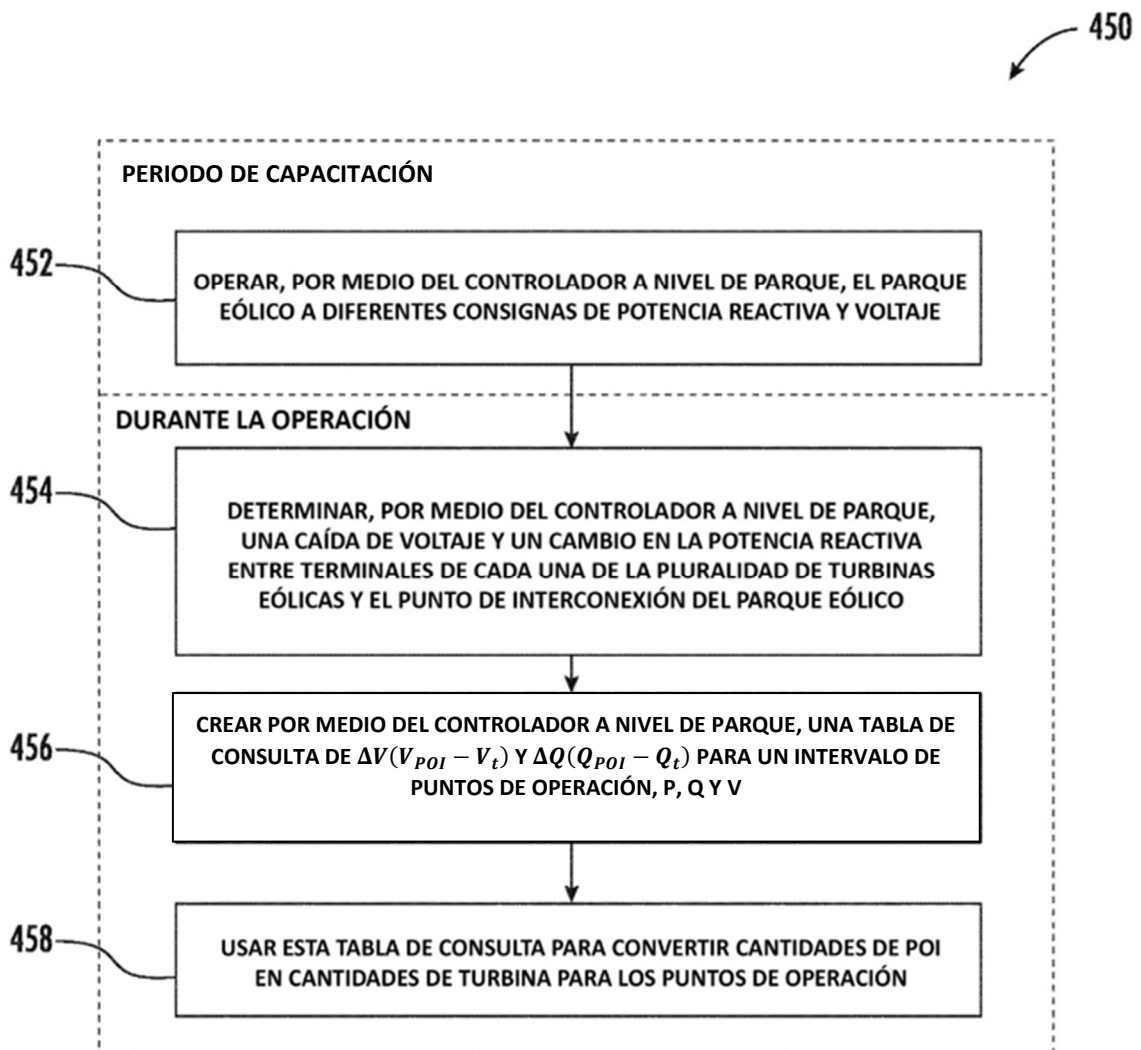 450
PERIODO DE CAPACITACIÓN
452
OPERAR, POR MEDIO DEL CONTROLADOR A NIVEL DE PARQUE, EL PARQUE
EÓLICO A DIFERENTES CONSIGNAS DE POTENCIA REACTIVA Y VOLTAJE
DURANTE LA OPERACIÓN
454
DETERMINAR, POR MEDIO DEL CONTROLADOR A NIVEL DE PARQUE,
UNA CAÍDA DE VOLTAJE Y UN CAMBIO EN LA POTENCIA REACTIVA
ENTRE TERMINALES DE CADA UNA DE LA PLURALIDAD DE TURBINAS
EÓLICAS Y EL PUNTO DE INTERCONEXIÓN DEL PARQUE EÓLICO
456
CREAR POR MEDIO DEL CONTROLADOR A NIVEL DE PARQUE, UNA TABLA DE
CONSULTA DE ΔV(V_{POI} − V_t) Y ΔQ(Q_{POI} − Q_t) PARA UN INTERVALO DE
PUNTOS DE OPERACIÓN, P, Q Y V
458
USAR ESTA TABLA DE CONSULTA PARA CONVERTIR CANTIDADES DE POI
EN CANTIDADES DE TURBINA PARA LOS PUNTOS DE OPERACIÓN